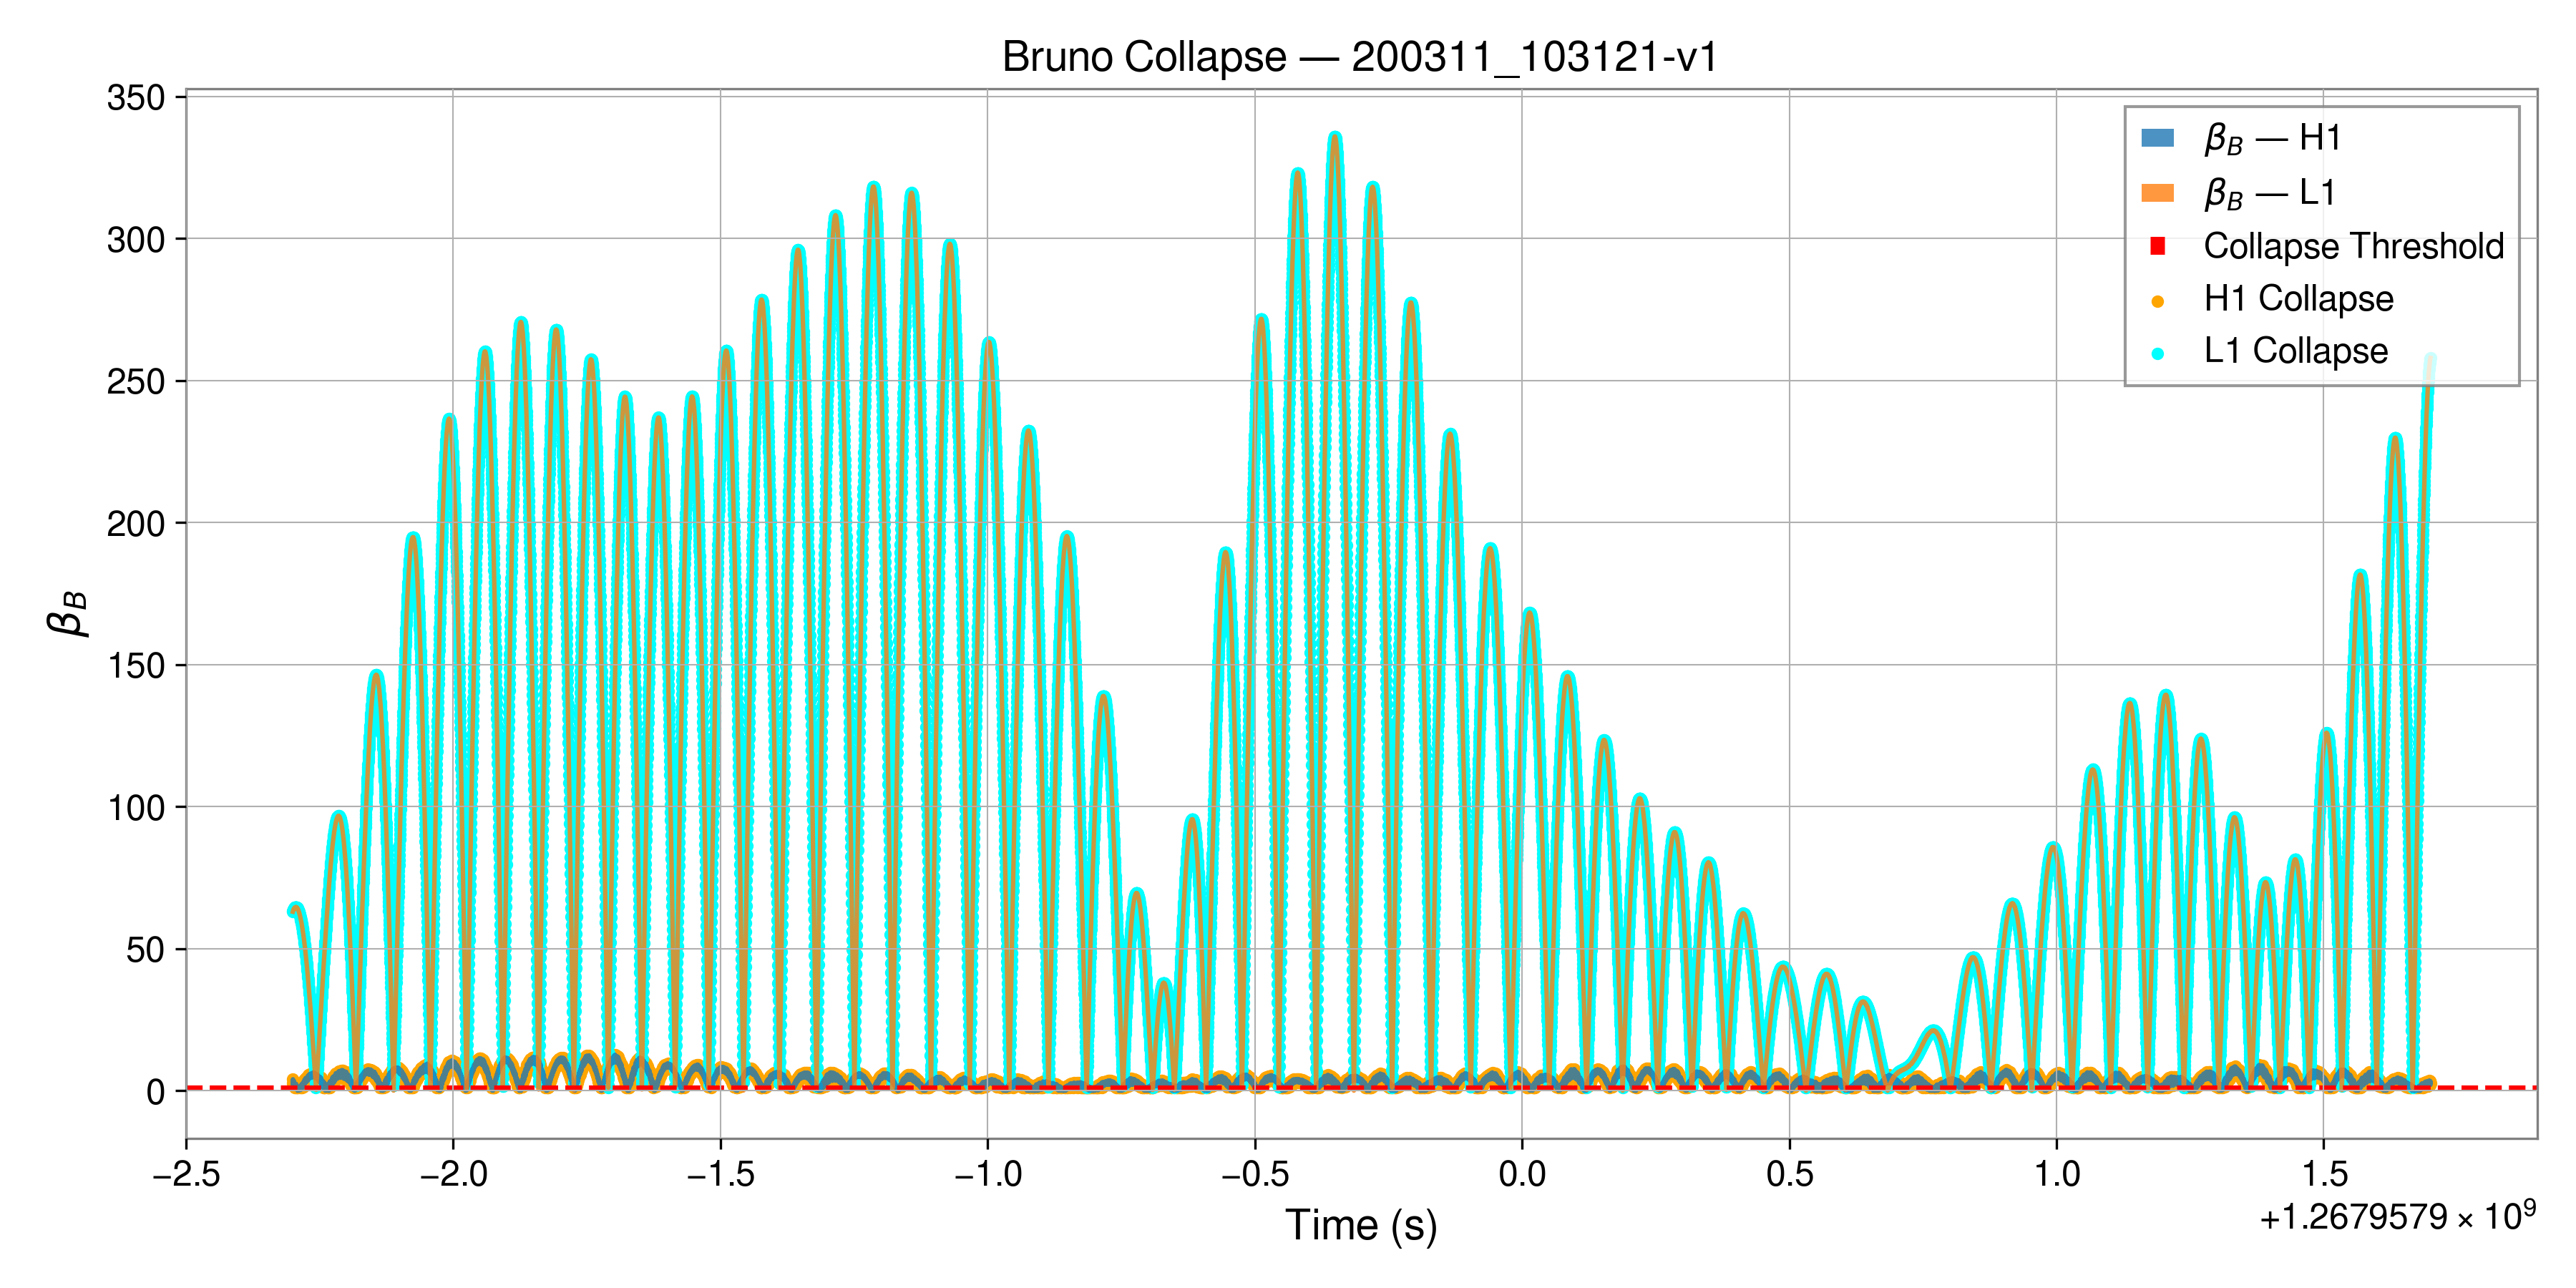 Bruno Collapse — 200311_103121-v1
350
300
250
200
150
100
50
0
β_B
β_B — H1
β_B — L1
Collapse Threshold
H1 Collapse
L1 Collapse
−2.5 −2.0 −1.5 −1.0 −0.5 0.0 0.5 1.0 1.5
Time (s)
+1.2679579 × 10⁹